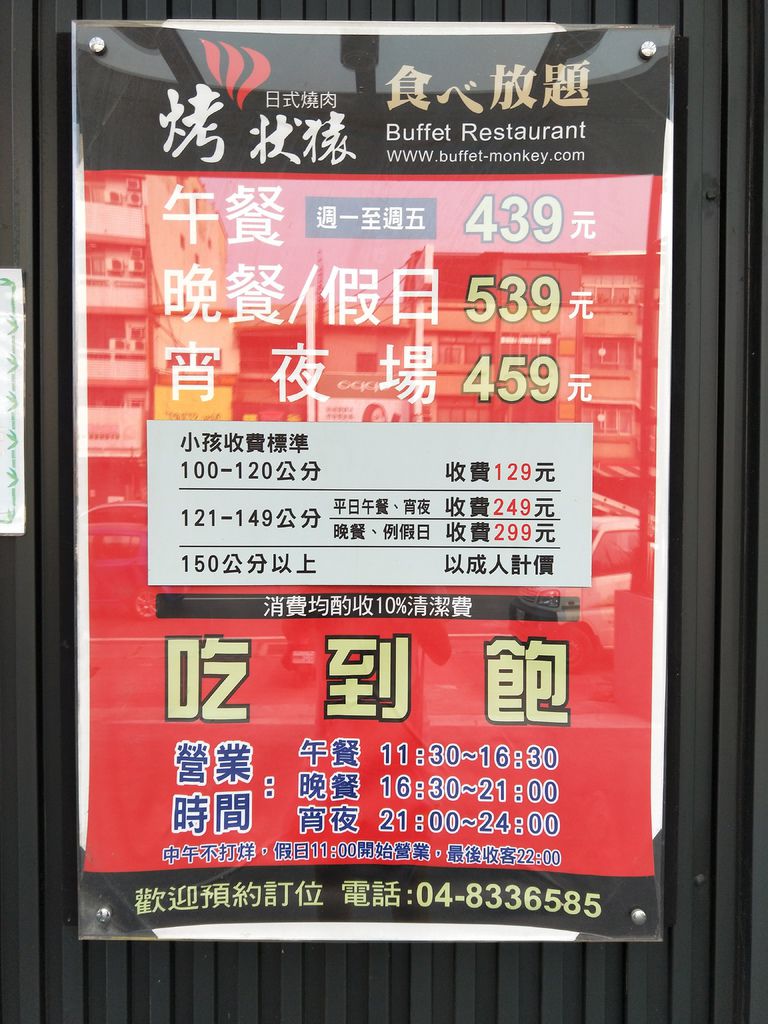 日式燒肉
烤狀猿
食べ放題
Buffet Restaurant
www.buffet-monkey.com
午餐 週一至週五 439元
晚餐/假日 539元
宵夜場 459元
小孩收費標準
100-120公分 收費129元
121-149公分 平日午餐、宵夜 收費249元
晚餐、例假日 收費299元
150公分以上 以成人計價
消費均酌收10%清潔費
吃到飽
營業時間: 午餐 11:30~16:30
晚餐 16:30~21:00
宵夜 21:00~24:00
中午不打烊,假日11:00開始營業,最後收客22:00
歡迎預約訂位 電話:04-8336585